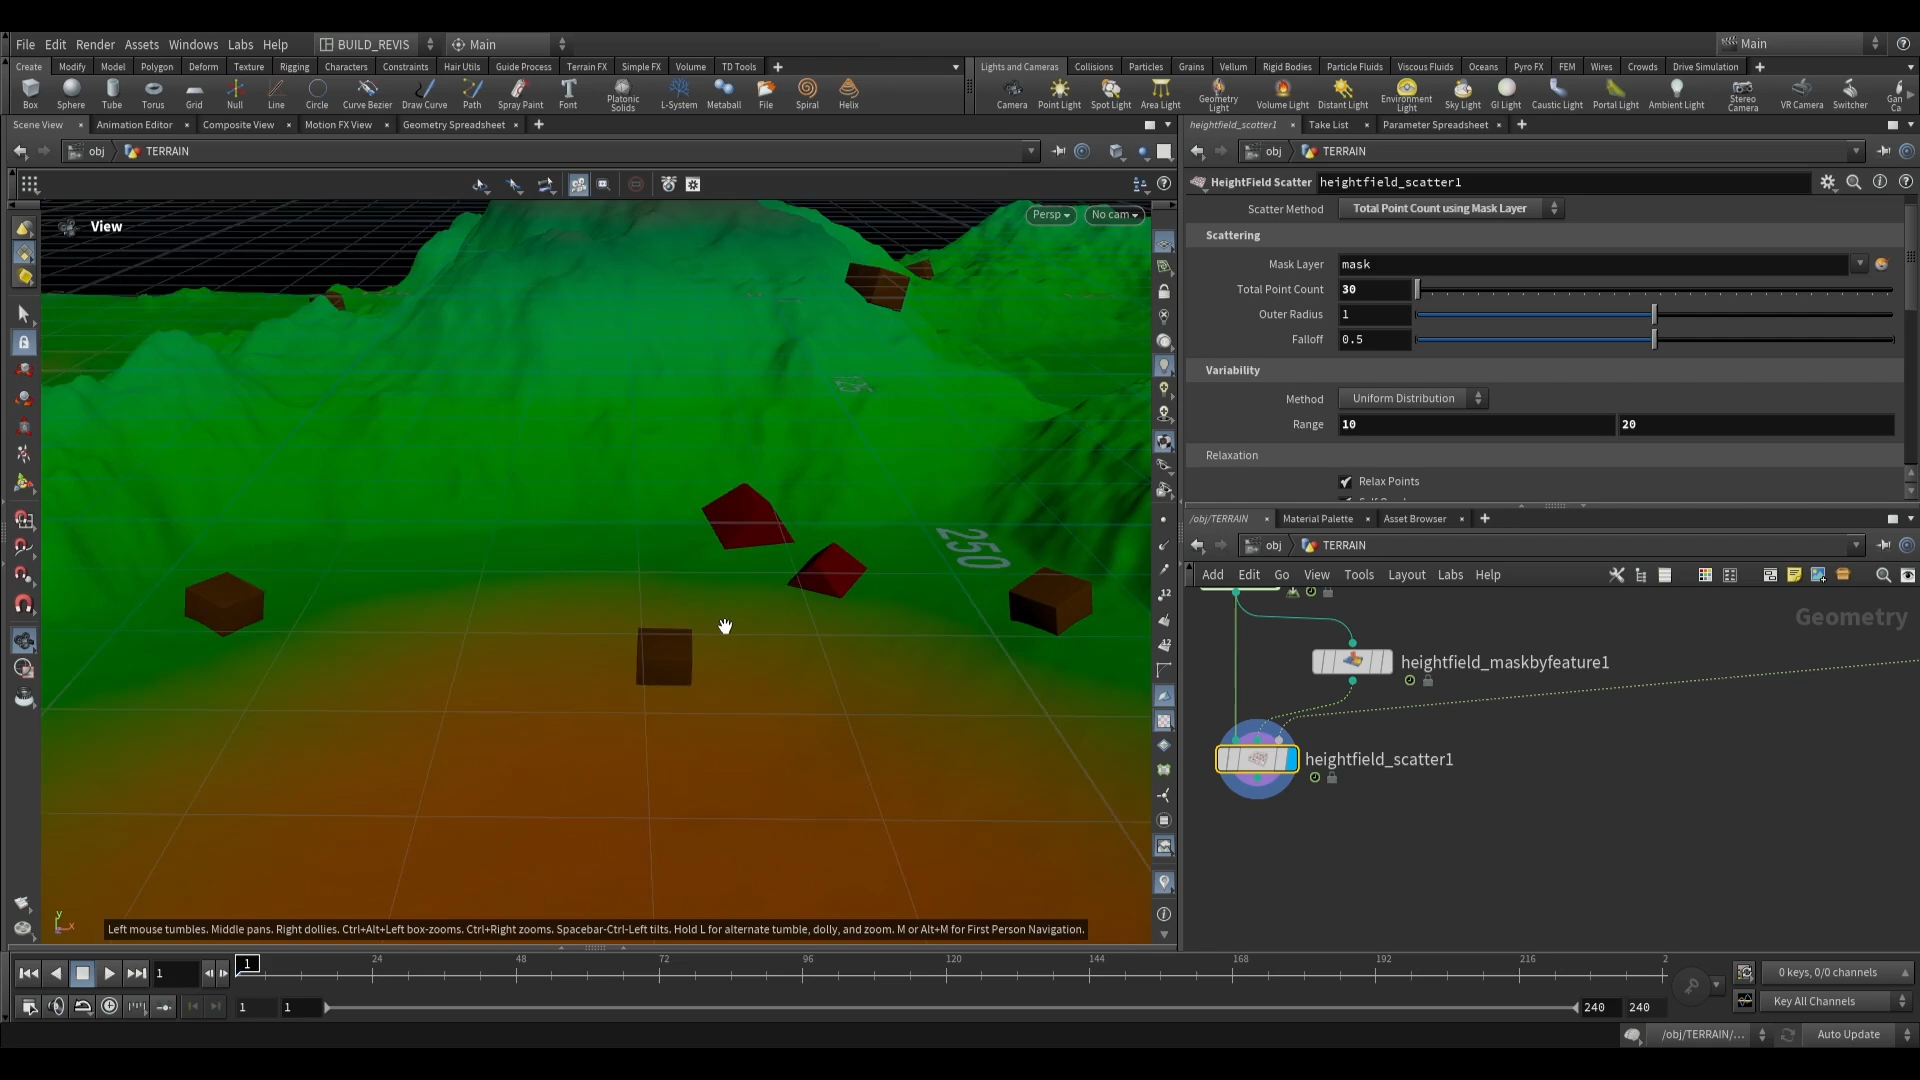 File Edit Render Assets Windows Labs Help BUILD_REVIS Main Main
Create Modify Model Polygon Deform Texture Rigging Characters Constraints Hair Utils Guide Process Terrain FX Simple FX Volume TD Tools
Lights and Cameras Collisions Particles Grains Vellum Rigid Bodies Particle Fluids Viscous Fluids Oceans Pyro FX FEM Wires Crowds Drive Simulation
Box Sphere Tube Torus Grid Null Line Circle Curve Bezier Draw Curve Path Spray Paint Font Platonic Solids L-System Metaball File Spiral Helix
Camera Point Light Spot Light Area Light Geometry Light Volume Light Distant Light Environment Light Sky Light GI Light Caustic Light Portal Light Ambient Light Stereo Camera VR Camera Switcher
Scene View Animation Editor Composite View Motion FX View Geometry Spreadsheet
heightfield_scatter1 Take List Parameter Spreadsheet
obj TERRAIN
obj TERRAIN
HeightField Scatter heightfield_scatter1
View
Persp No cam
Scatter Method Total Point Count using Mask Layer
Scattering
Mask Layer mask
Total Point Count 30
Outer Radius 1
Falloff 0.5
Variability
Method Uniform Distribution
Range 10 20
Relaxation
Relax Points
250
/obj/TERRAIN Material Palette Asset Browser
obj TERRAIN
Add Edit Go View Tools Layout Labs Help
Geometry
heightfield_maskbyfeature1
heightfield_scatter1
Left mouse tumbles. Middle pans. Right dollies. Ctrl+Alt+Left box-zooms. Ctrl+Right zooms. Spacebar-Ctrl-Left tilts. Hold L for alternate tumble, dolly, and zoom. M or Alt+M for First Person Navigation.
y
x
1 1 24 48 72 96 120 144 168 192 216 2
0 keys, 0/0 channels
1 1 240 240
Key All Channels
/obj/TERRAIN/... Auto Update